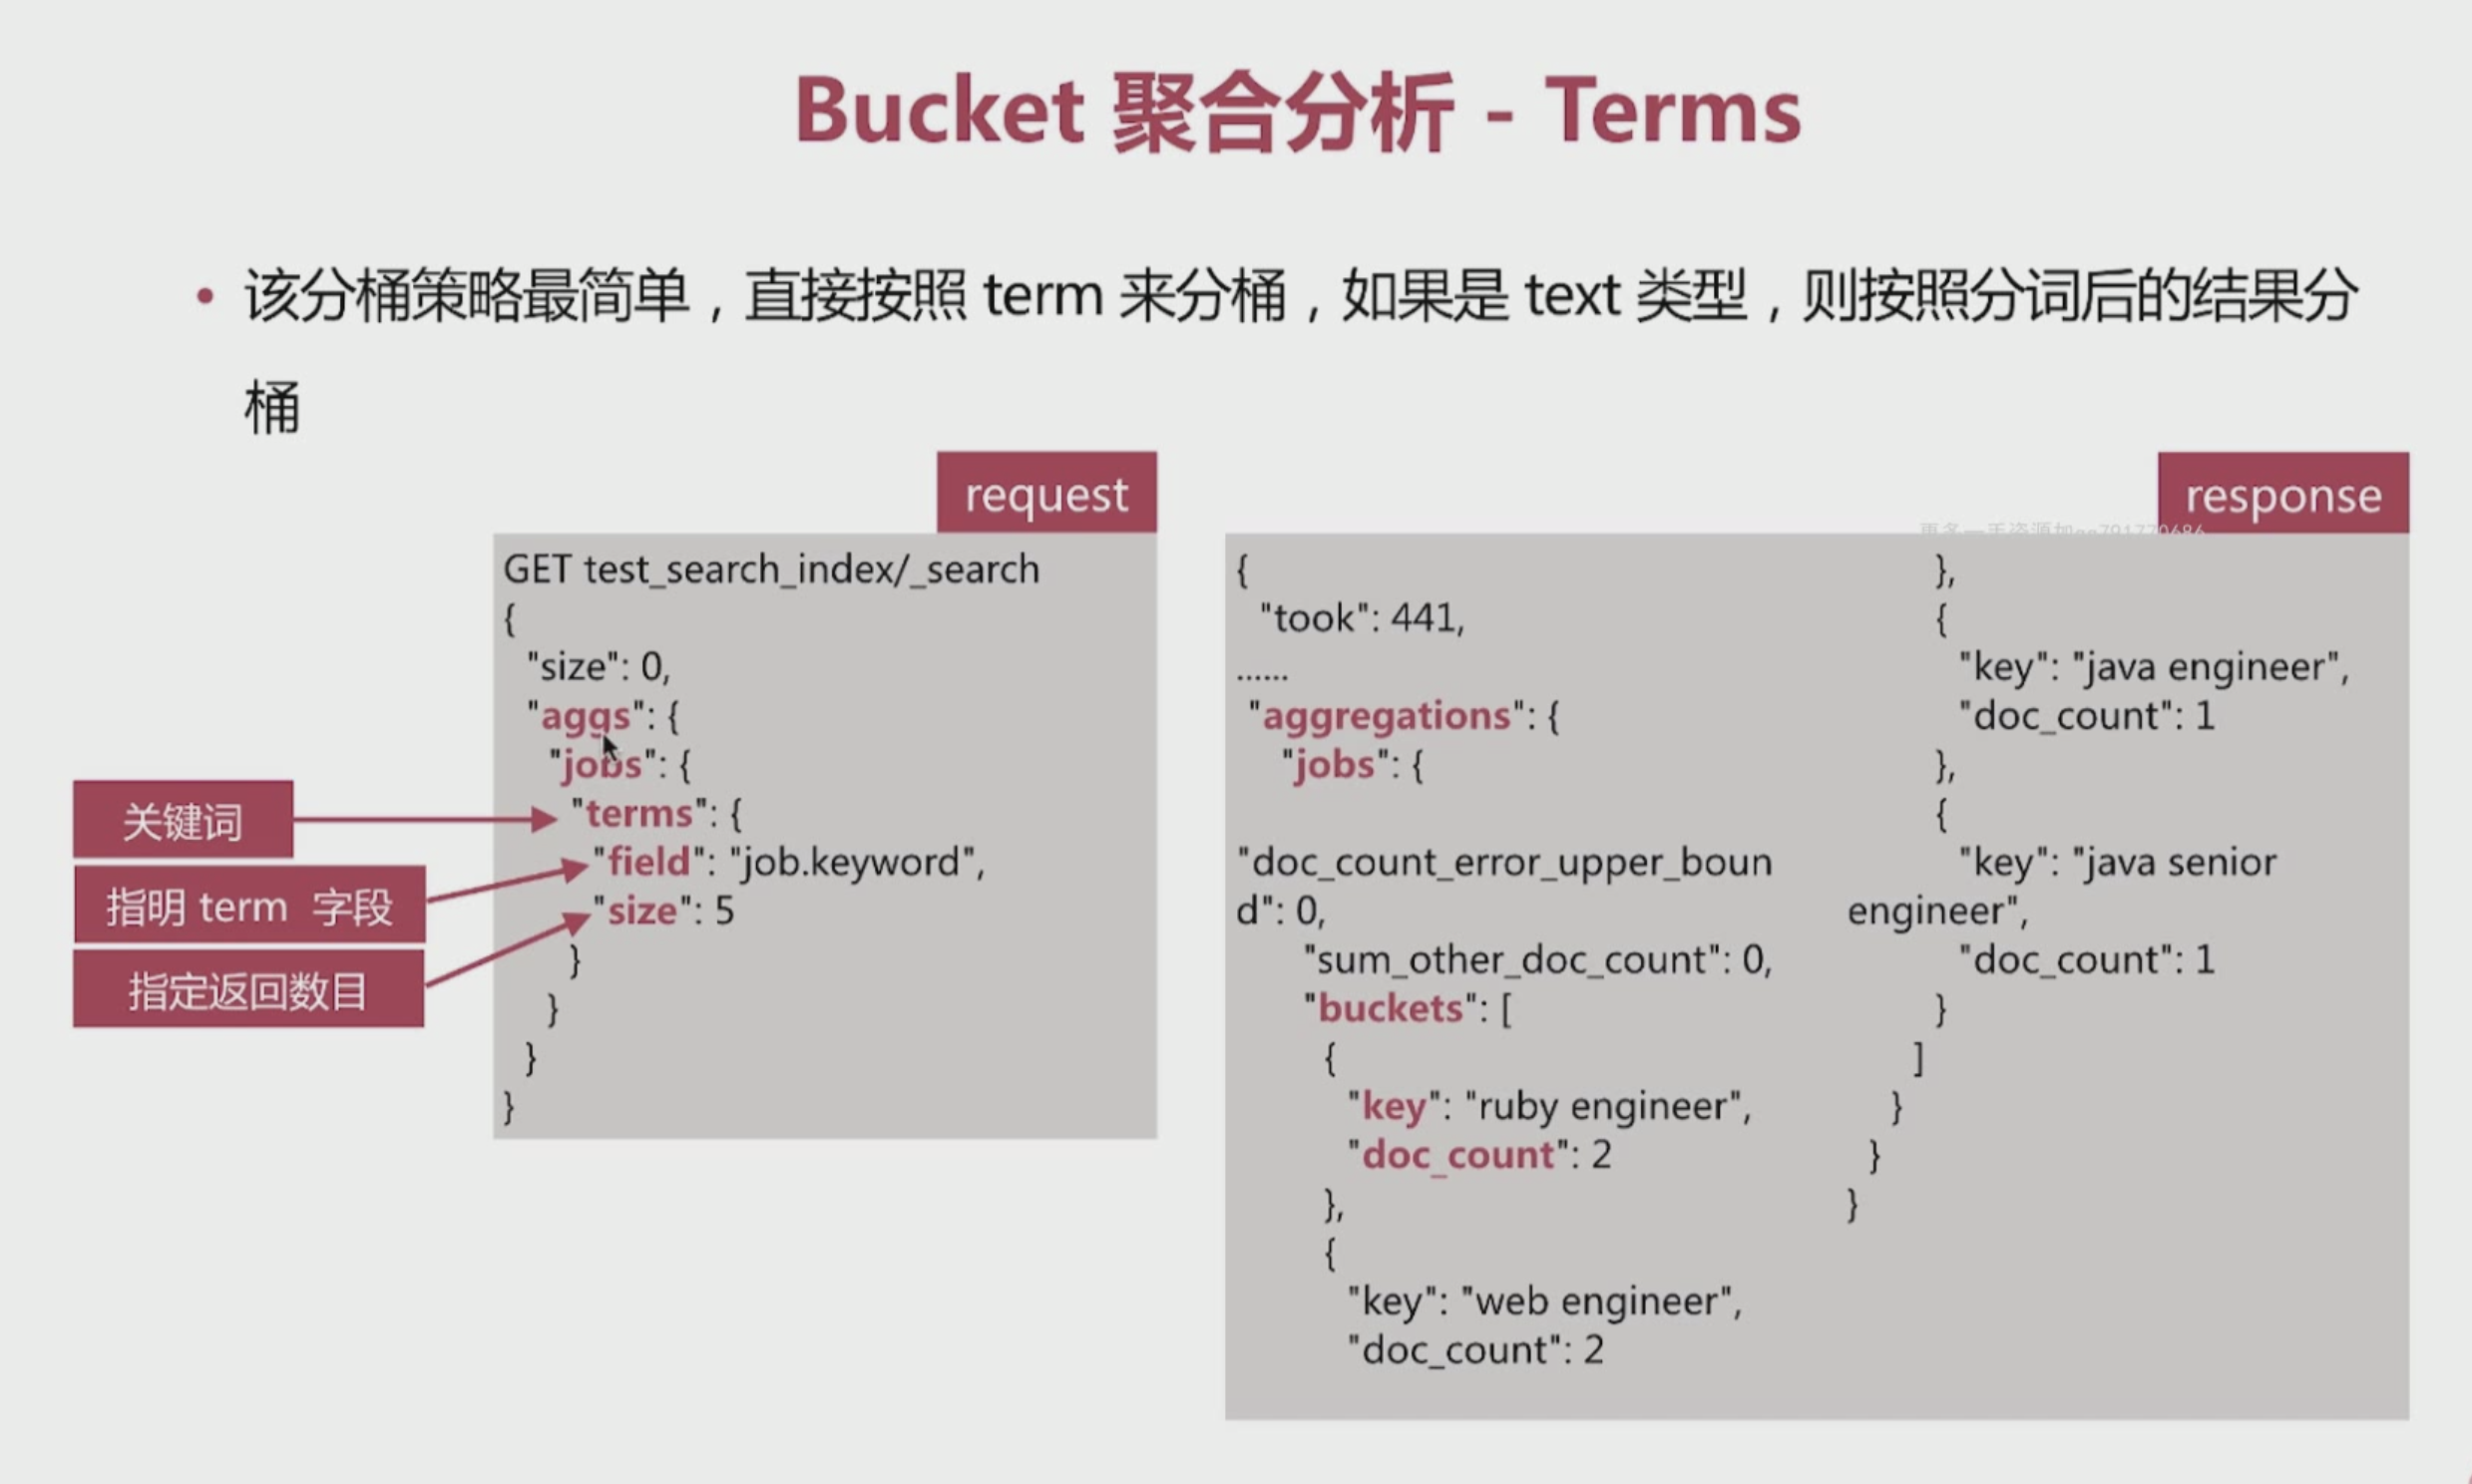 Bucket 聚合分析 - Terms
• 该分桶策略最简单，直接按照 term 来分桶，如果是 text 类型，则按照分词后的结果分
桶
request
GET test_search_index/_search
{
"size": 0,
"aggs": {
"jobs": {
"terms": {
"field": "job.keyword",
"size": 5
}
}
}
}
关键词
指明 term 字段
指定返回数目
response
{
"took": 441,
......
"aggregations": {
"jobs": {
"doc_count_error_upper_boun
d": 0,
"sum_other_doc_count": 0,
"buckets": [
{
"key": "ruby engineer",
"doc_count": 2
},
{
"key": "web engineer",
"doc_count": 2
},
{
"key": "java engineer",
"doc_count": 1
},
{
"key": "java senior
engineer",
"doc_count": 1
}
]
}
}
}